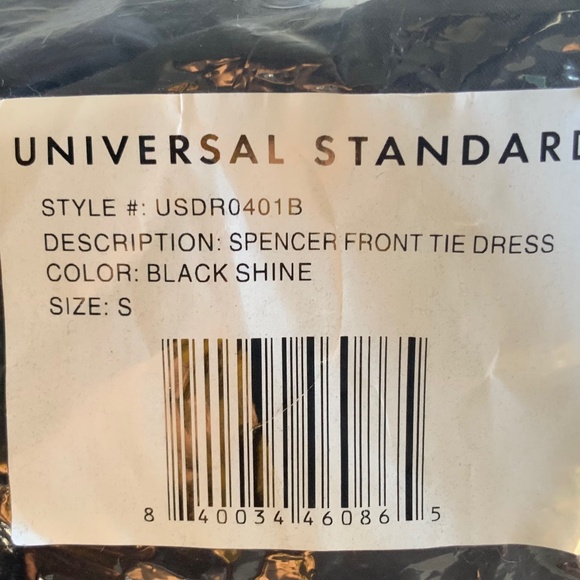 UNIVERSAL STANDARD
STYLE #: USDR0401B
DESCRIPTION: SPENCER FRONT TIE DRESS
COLOR: BLACK SHINE
SIZE: S
8 40034 46086 5